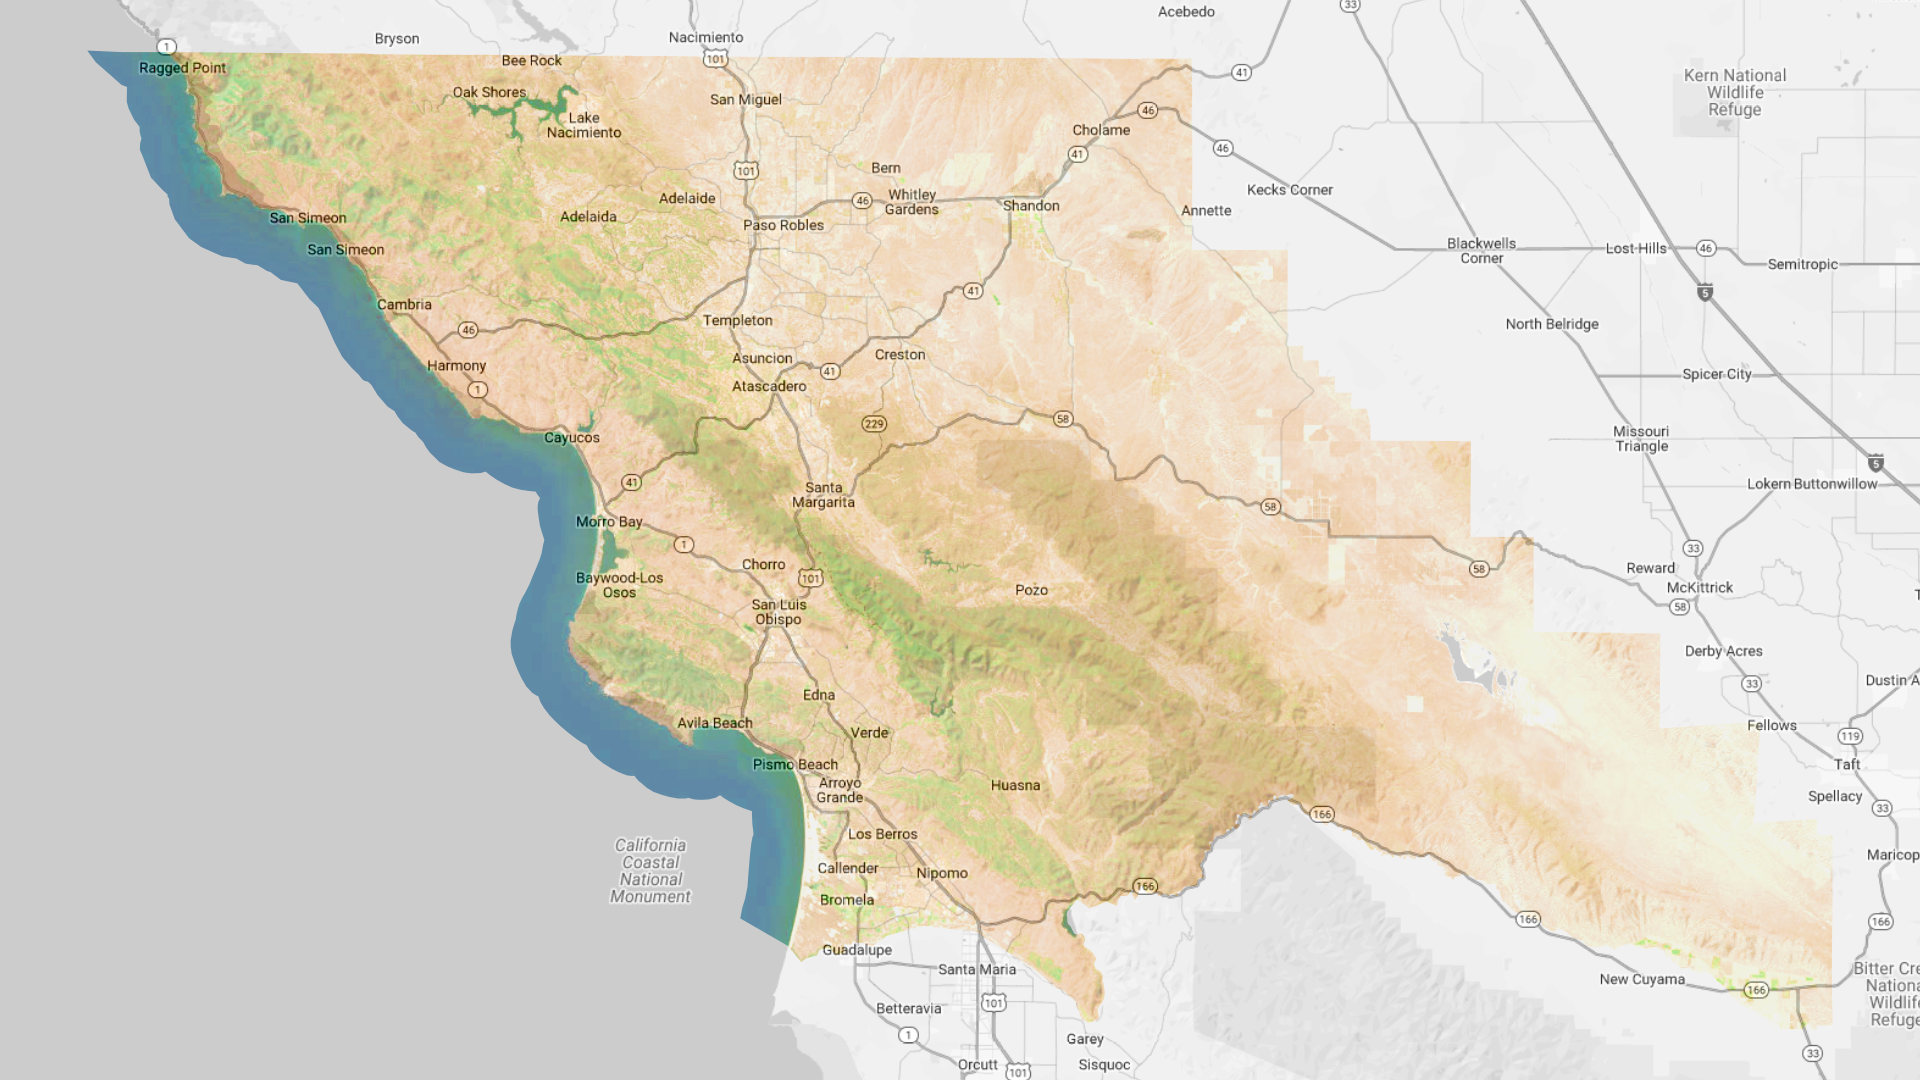 Acebedo
33
Bryson
Nacimiento
1
101
Bee Rock
Ragged Point
41
Kern National
Wildlife
Refuge
Oak Shores
San Miguel
Lake
Nacimiento
46
Cholame
41
46
Bern
101
Kecks Corner
Adelaide
46
Whitley
Gardens
Shandon
Annette
San Simeon
Adelaida
Paso Robles
San Simeon
Blackwells
Corner
Lost Hills
46
Semitropic
41
5
Cambria
46
Templeton
North Belridge
Harmony
Asuncion
Creston
41
Atascadero
Spicer City
1
229
58
Cayucos
Missouri
Triangle
5
41
Santa
Margarita
Lokern
Buttonwillow
58
Morro Bay
1
33
Chorro
101
58
Reward
Baywood-Los
Osos
Pozo
McKittrick
58
San Luis
Obispo
Derby Acres
Edna
33
Dustin A
Avila Beach
Verde
Fellows
119
Pismo Beach
Taft
Arroyo
Grande
Huasna
Spellacy
33
166
Los Berros
California
Coastal
National
Monument
Callender
Nipomo
Maricop
166
Bromela
166
166
Guadalupe
Santa Maria
New Cuyama
166
Bitter Cre
Nationa
Wildlife
Refuge
101
Betteravia
1
Garey
33
Orcutt
101
Sisquoc
T